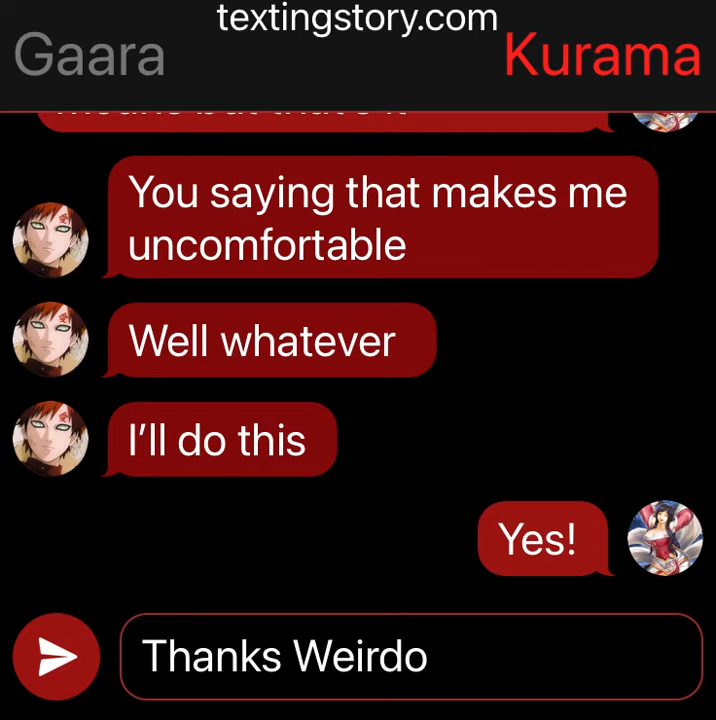 textingstory.com
Gaara
Kurama
You saying that makes me
uncomfortable
Well whatever
I'll do this
Yes!
Thanks Weirdo